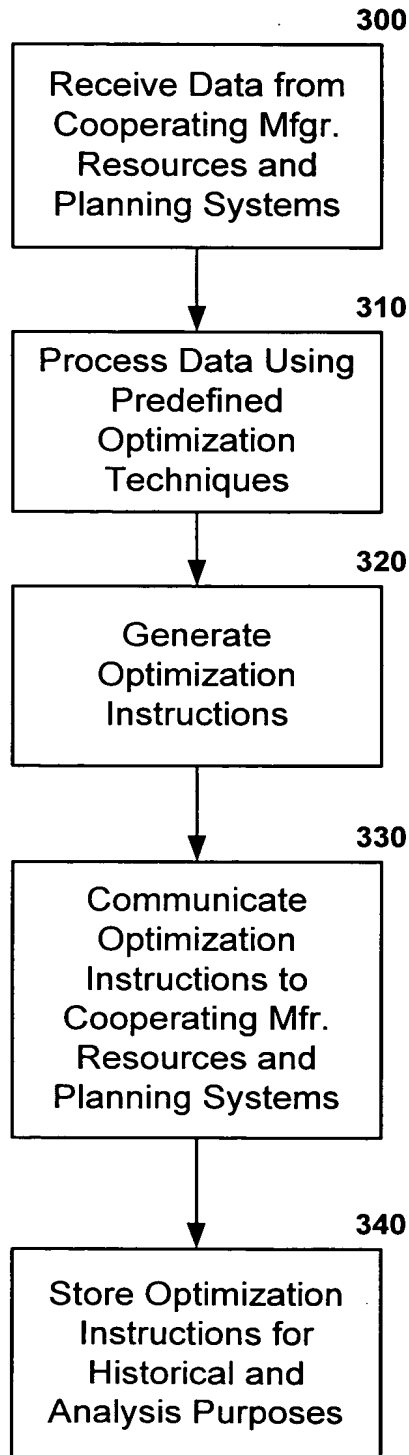 300
Receive Data from
Cooperating Mfgr.
Resources and
Planning Systems
310
Process Data Using
Predefined
Optimization
Techniques
320
Generate
Optimization
Instructions
330
Communicate
Optimization
Instructions to
Cooperating Mfr.
Resources and
Planning Systems
340
Store Optimization
Instructions for
Historical and
Analysis Purposes